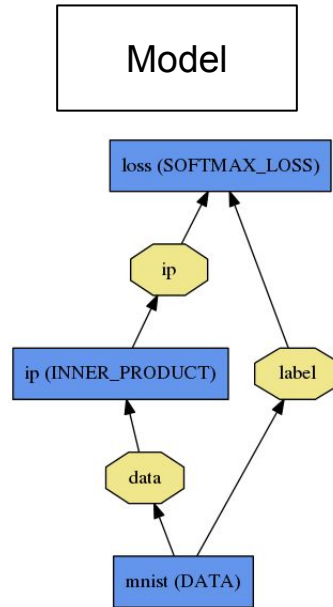 Model
loss (SOFTMAX_LOSS)
ip
ip (INNER_PRODUCT)
label
data
mnist (DATA)